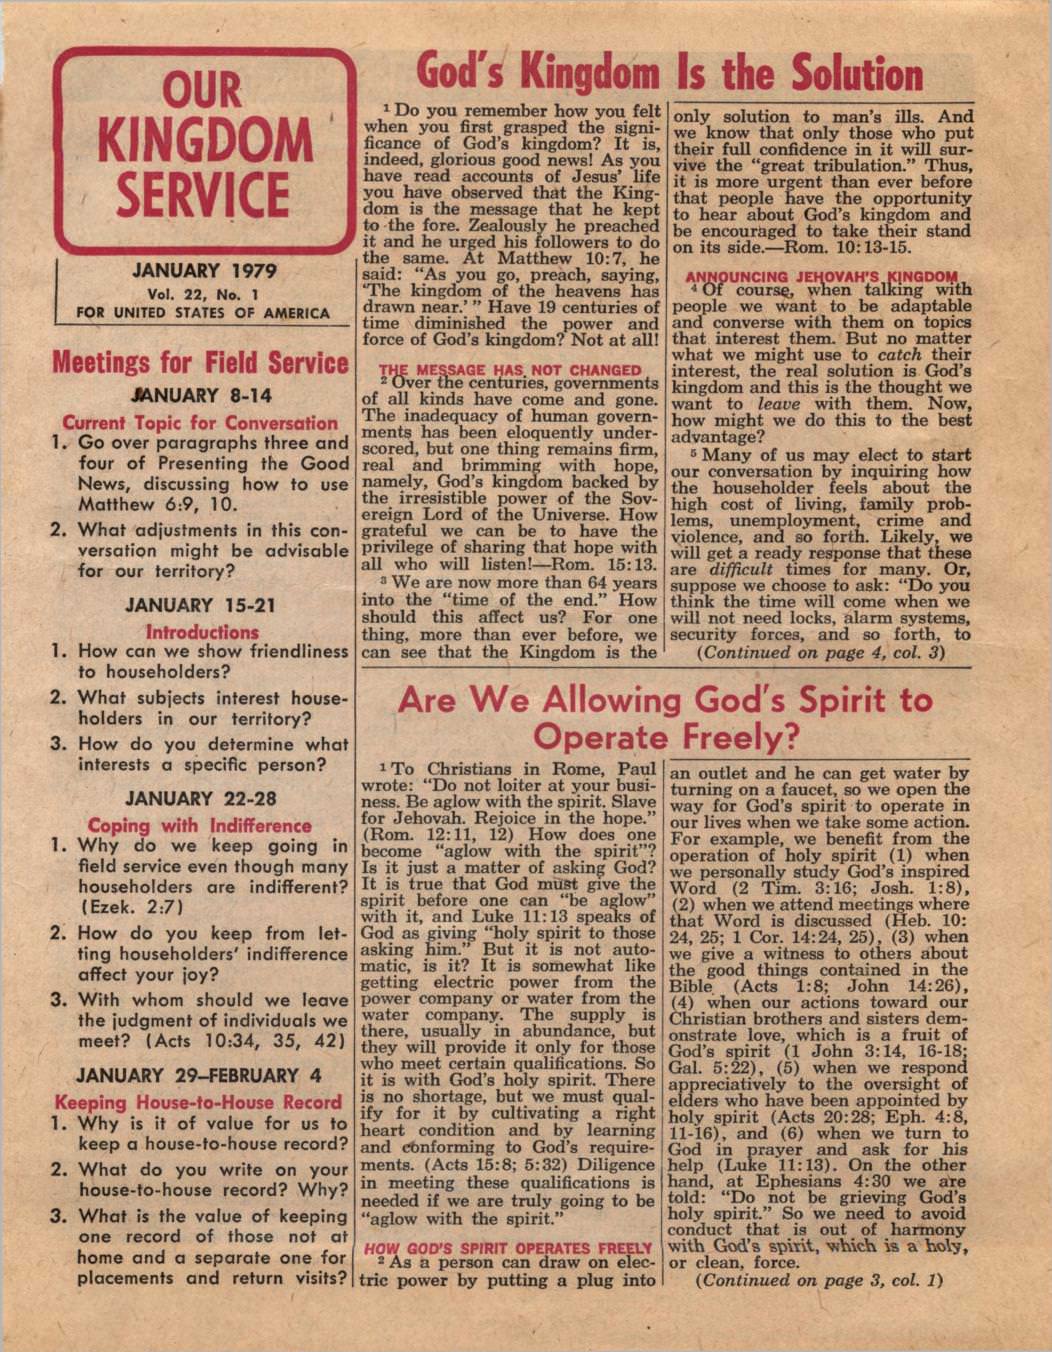 OUR
KINGDOM
SERVICE
JANUARY 1979
Vol. 22, No. 1
FOR UNITED STATES OF AMERICA
Meetings for Field Service
JANUARY 8-14
Current Topic for Conversation
1. Go over paragraphs three and
four of Presenting the Good
News, discussing how to use
Matthew 6:9, 10.
2. What adjustments in this con-
versation might be advisable
for our territory?
JANUARY 15-21
Introductions
1. How can we show friendliness
to householders?
2. What subjects interest house-
holders in our territory?
3. How do you determine what
interests a specific person?
JANUARY 22-28
Coping with Indifference
1. Why do we keep going in
field service even though many
householders are indifferent?
(Ezek. 2:7)
2. How do you keep from let-
ting householders' indifference
affect your joy?
3. With whom should we leave
the judgment of individuals we
meet? (Acts 10:34, 35, 42)
JANUARY 29–FEBRUARY 4
Keeping House-to-House Record
1. Why is it of value for us to
keep a house-to-house record?
2. What do you write on your
house-to-house record? Why?
3. What is the value of keeping
one record of those not at
home and a separate one for
placements and return visits?
God's Kingdom Is the Solution
1 Do you remember how you felt
when you first grasped the signi-
ficance of God's kingdom? It is,
indeed, glorious good news! As you
have read accounts of Jesus' life
you have observed that the King-
dom is the message that he kept
to the fore. Zealously he preached
it and he urged his followers to do
the same. At Matthew 10:7, he
said: "As you go, preach, saying,
'The kingdom of the heavens has
drawn near.'" Have 19 centuries of
time diminished the power and
force of God's kingdom? Not at all!
THE MESSAGE HAS NOT CHANGED
2 Over the centuries, governments
of all kinds have come and gone.
The inadequacy of human govern-
ments has been eloquently under-
scored, but one thing remains firm,
real and brimming with hope,
namely, God's kingdom backed by
the irresistible power of the Sov-
ereign Lord of the Universe. How
grateful we can be to have the
privilege of sharing that hope with
all who will listen!—Rom. 15:13.
3 We are now more than 64 years
into the "time of the end." How
should this affect us? For one
thing, more than ever before, we
can see that the Kingdom is the
only solution to man's ills. And
we know that only those who put
their full confidence in it will sur-
vive the "great tribulation." Thus,
it is more urgent than ever before
that people have the opportunity
to hear about God's kingdom and
be encouraged to take their stand
on its side.—Rom. 10:13-15.
ANNOUNCING JEHOVAH'S KINGDOM
4 Of course, when talking with
people we want to be adaptable
and converse with them on topics
that interest them. But no matter
what we might use to catch their
interest, the real solution is God's
kingdom and this is the thought we
want to leave with them. Now,
how might we do this to the best
advantage?
5 Many of us may elect to start
our conversation by inquiring how
the householder feels about the
high cost of living, family prob-
lems, unemployment, crime and
violence, and so forth. Likely, we
will get a ready response that these
are difficult times for many. Or,
suppose we choose to ask: "Do you
think the time will come when we
will not need locks, alarm systems,
security forces, and so forth, to
(Continued on page 4, col. 3)
Are We Allowing God's Spirit to
Operate Freely?
1 To Christians in Rome, Paul
wrote: "Do not loiter at your busi-
ness. Be aglow with the spirit. Slave
for Jehovah. Rejoice in the hope."
(Rom. 12:11, 12) How does one
become "aglow with the spirit"?
Is it just a matter of asking God?
It is true that God must give the
spirit before one can "be aglow"
with it, and Luke 11:13 speaks of
God as giving "holy spirit to those
asking him." But it is not auto-
matic, is it? It is somewhat like
getting electric power from the
power company or water from the
water company. The supply is
there, usually in abundance, but
they will provide it only for those
who meet certain qualifications. So
it is with God's holy spirit. There
is no shortage, but we must qual-
ify for it by cultivating a right
heart condition and by learning
and conforming to God's require-
ments. (Acts 15:8; 5:32) Diligence
in meeting these qualifications is
needed if we are truly going to be
"aglow with the spirit."
HOW GOD'S SPIRIT OPERATES FREELY
2 As a person can draw on elec-
tric power by putting a plug into
an outlet and he can get water by
turning on a faucet, so we open the
way for God's spirit to operate in
our lives when we take some action.
For example, we benefit from the
operation of holy spirit (1) when
we personally study God's inspired
Word (2 Tim. 3:16; Josh. 1:8),
(2) when we attend meetings where
that Word is discussed (Heb. 10:
24, 25; 1 Cor. 14:24, 25), (3) when
we give a witness to others about
the good things contained in the
Bible (Acts 1:8; John 14:26),
(4) when our actions toward our
Christian brothers and sisters dem-
onstrate love, which is a fruit of
God's spirit (1 John 3:14, 16-18;
Gal. 5:22), (5) when we respond
appreciatively to the oversight of
elders who have been appointed by
holy spirit (Acts 20:28; Eph. 4:8,
11-16), and (6) when we turn to
God in prayer and ask for his
help (Luke 11:13). On the other
hand, at Ephesians 4:30 we are
told: "Do not be grieving God's
holy spirit." So we need to avoid
conduct that is out of harmony
with God's spirit, which is a holy,
or clean, force.
(Continued on page 3, col. 1)